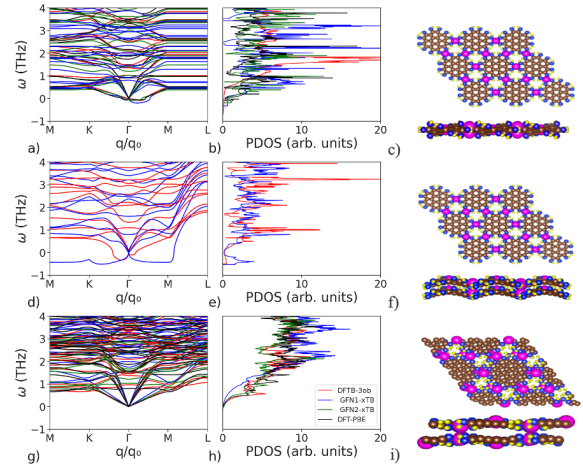 4
3
2
1
0
−1
ω (THz)
M K Γ M L
q/q₀
a)
0 10 20
PDOS (arb. units)
b)
c)
4
3
2
1
0
−1
ω (THz)
M K Γ M L
q/q₀
d)
0 10 20
PDOS (arb. units)
e)
f)
4
3
2
1
0
−1
ω (THz)
M K Γ M L
q/q₀
g)
DFTB-3ob
GFN1-xTB
GFN2-xTB
DFT-PBE
0 10 20
PDOS (arb. units)
h)
i)